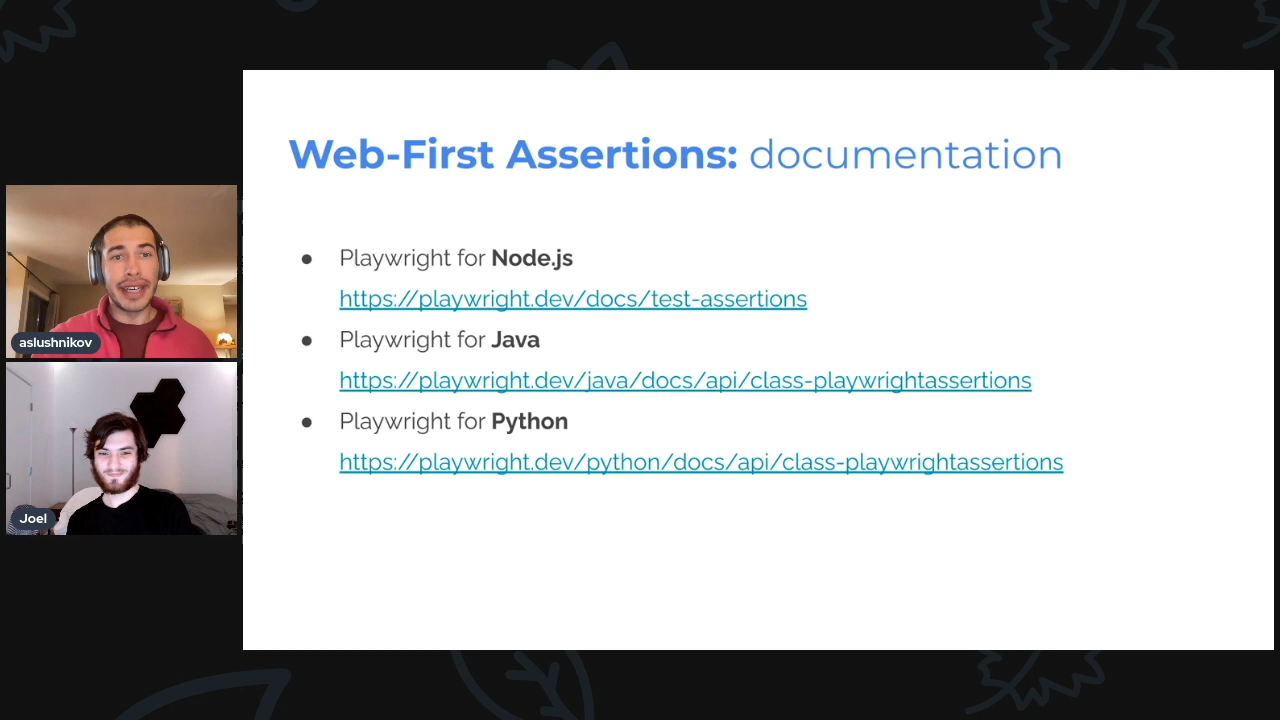 Web-First Assertions: documentation
● Playwright for Node.js
https://playwright.dev/docs/test-assertions
● Playwright for Java
https://playwright.dev/java/docs/api/class-playwrightassertions
● Playwright for Python
https://playwright.dev/python/docs/api/class-playwrightassertions
aslushnikov
Joel